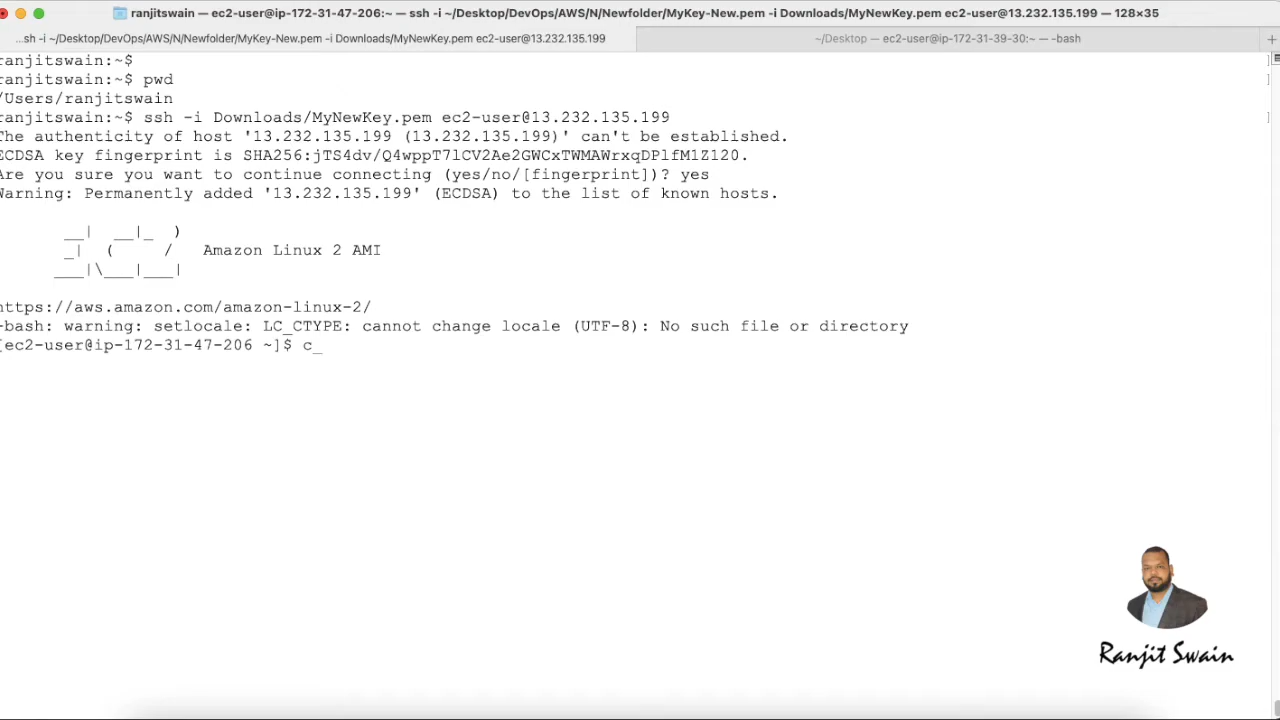 ranjitswain — ec2-user@ip-172-31-47-206:~ — ssh -i ~/Desktop/DevOps/AWS/N/Newfolder/MyKey-New.pem -i Downloads/MyNewKey.pem ec2-user@13.232.135.199 — 128×35
...sh -i ~/Desktop/DevOps/AWS/N/Newfolder/MyKey-New.pem -i Downloads/MyNewKey.pem ec2-user@13.232.135.199
~/Desktop — ec2-user@ip-172-31-39-30:~ — -bash
ranjitswain:~$
ranjitswain:~$ pwd
/Users/ranjitswain
ranjitswain:~$ ssh -i Downloads/MyNewKey.pem ec2-user@13.232.135.199
The authenticity of host '13.232.135.199 (13.232.135.199)' can't be established.
ECDSA key fingerprint is SHA256:jTS4dv/Q4wppT7lCV2Ae2GWCxTWMAWrxqDPlfM1Z120.
Are you sure you want to continue connecting (yes/no/[fingerprint])? yes
Warning: Permanently added '13.232.135.199' (ECDSA) to the list of known hosts.
__|  __|_  )
_|  (     /   Amazon Linux 2 AMI
___|\___|___|
https://aws.amazon.com/amazon-linux-2/
-bash: warning: setlocale: LC_CTYPE: cannot change locale (UTF-8): No such file or directory
[ec2-user@ip-172-31-47-206 ~]$ c_
Ranjit Swain